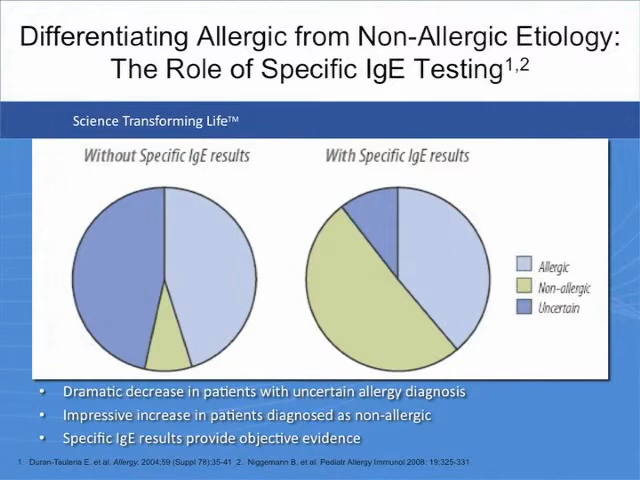 Differentiating Allergic from Non-Allergic Etiology:
The Role of Specific IgE Testing1,2
Science Transforming Life™
Without Specific IgE results
With Specific IgE results
Allergic
Non-allergic
Uncertain
• Dramatic decrease in patients with uncertain allergy diagnosis
• Impressive increase in patients diagnosed as non-allergic
• Specific IgE results provide objective evidence
1. Duran-Tauleria E. et al. Allergy. 2004;59 (Suppl 78):35-41 2. Niggemann B. et al. Pediatr Allergy Immunol 2008: 19:325-331